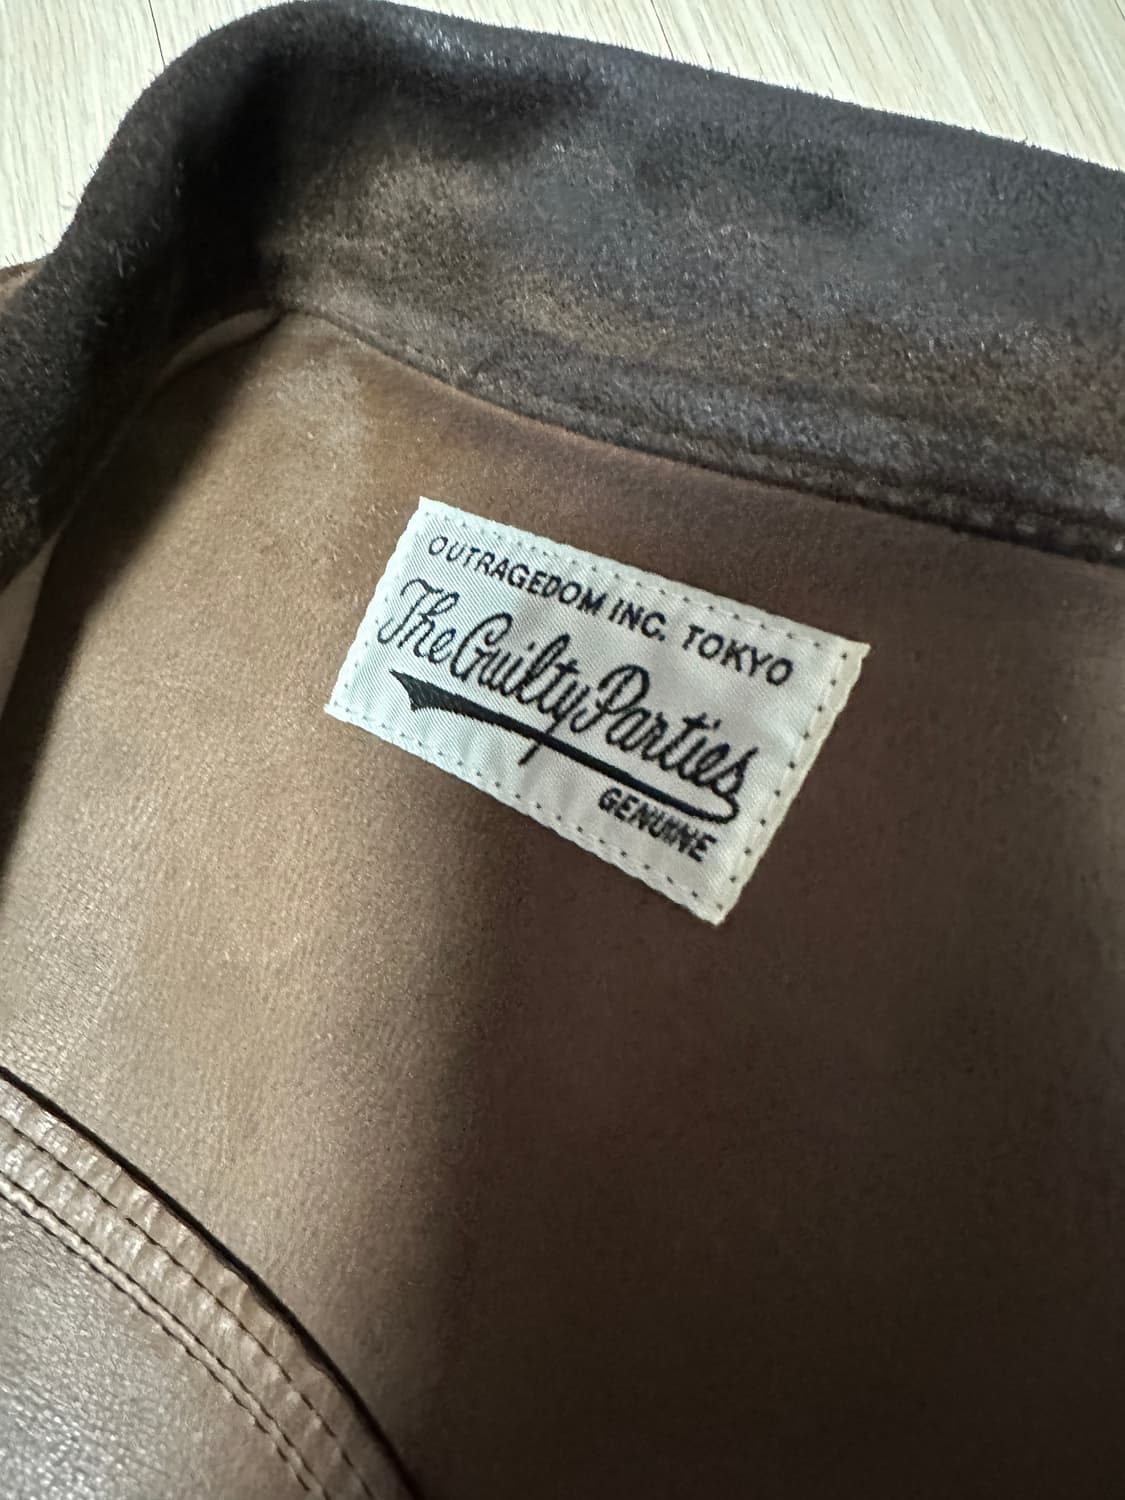 OUTRAGEDOM INC. TOKYO
The Guilty Parties
GENUINE